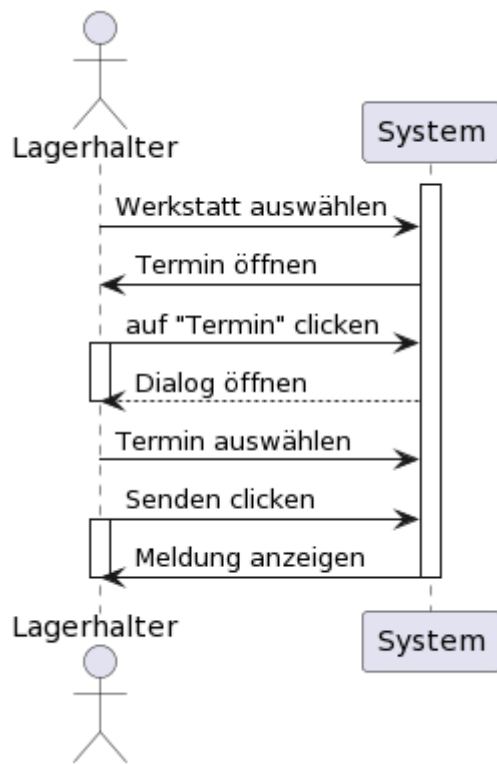 Lagerhalter
System
Werkstatt auswählen
Termin öffnen
auf "Termin" clicken
Dialog öffnen
Termin auswählen
Senden clicken
Meldung anzeigen
Lagerhalter
System